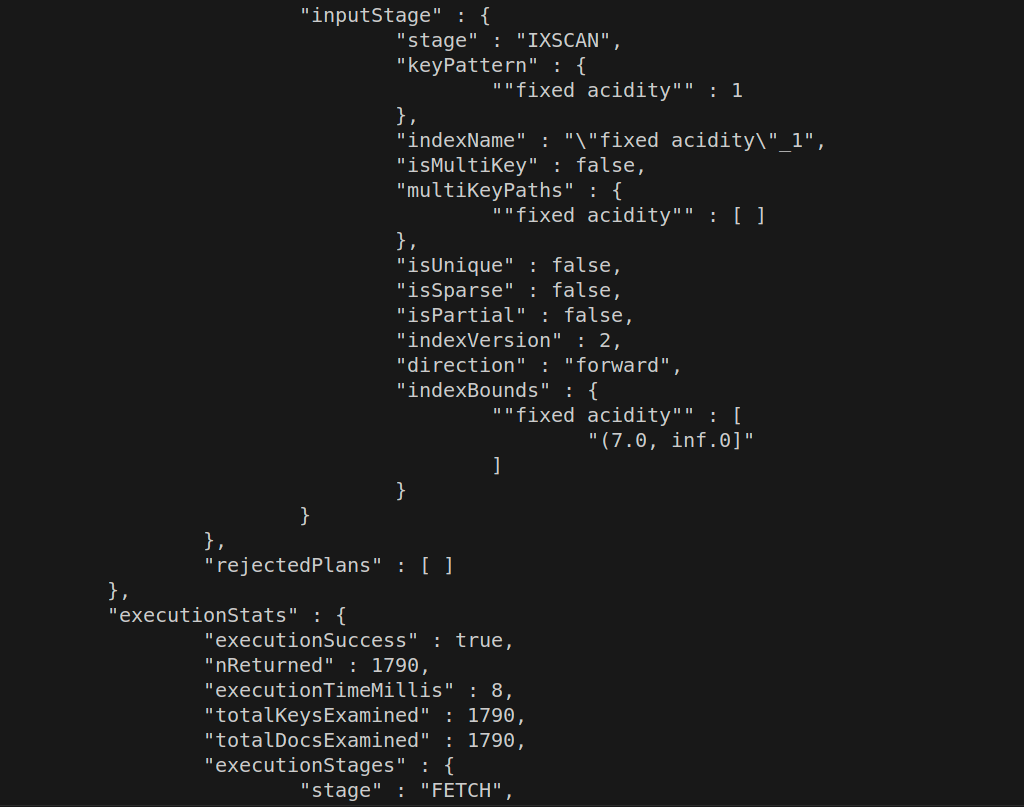 "inputStage" : {
"stage" : "IXSCAN",
"keyPattern" : {
""fixed acidity"" : 1
},
"indexName" : "\"fixed acidity\"_1",
"isMultiKey" : false,
"multiKeyPaths" : {
""fixed acidity"" : [ ]
},
"isUnique" : false,
"isSparse" : false,
"isPartial" : false,
"indexVersion" : 2,
"direction" : "forward",
"indexBounds" : {
""fixed acidity"" : [
"(7.0, inf.0]"
]
}
}
},
"rejectedPlans" : [ ]
},
"executionStats" : {
"executionSuccess" : true,
"nReturned" : 1790,
"executionTimeMillis" : 8,
"totalKeysExamined" : 1790,
"totalDocsExamined" : 1790,
"executionStages" : {
"stage" : "FETCH",